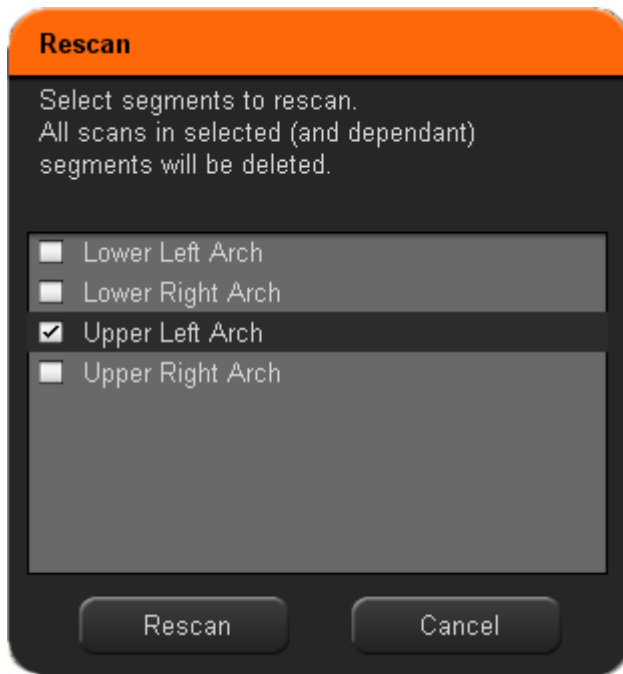 Rescan
Select segments to rescan.
All scans in selected (and dependant)
segments will be deleted.
Lower Left Arch
Lower Right Arch
Upper Left Arch
Upper Right Arch
Rescan
Cancel